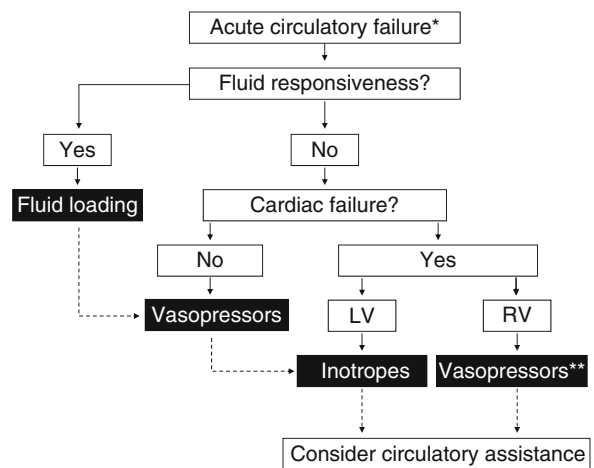 Acute circulatory failure*
Fluid responsiveness?
Yes
No
Fluid loading
Cardiac failure?
No
Yes
Vasopressors
LV
RV
Inotropes
Vasopressors**
Consider circulatory assistance